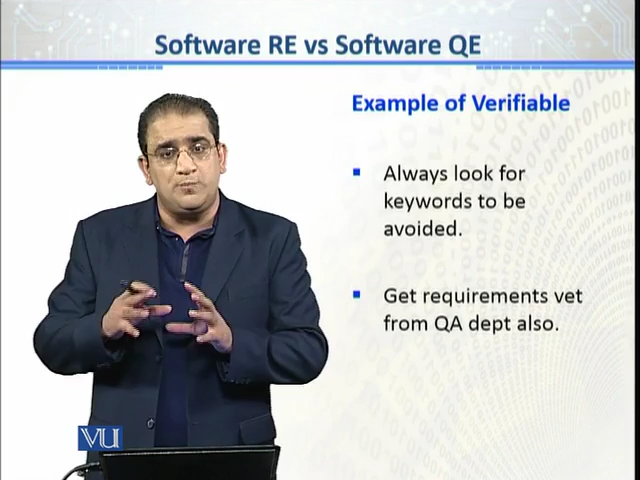 Software RE vs Software QE
Example of Verifiable
Always look for
keywords to be
avoided.
Get requirements vet
from QA dept also.
VU